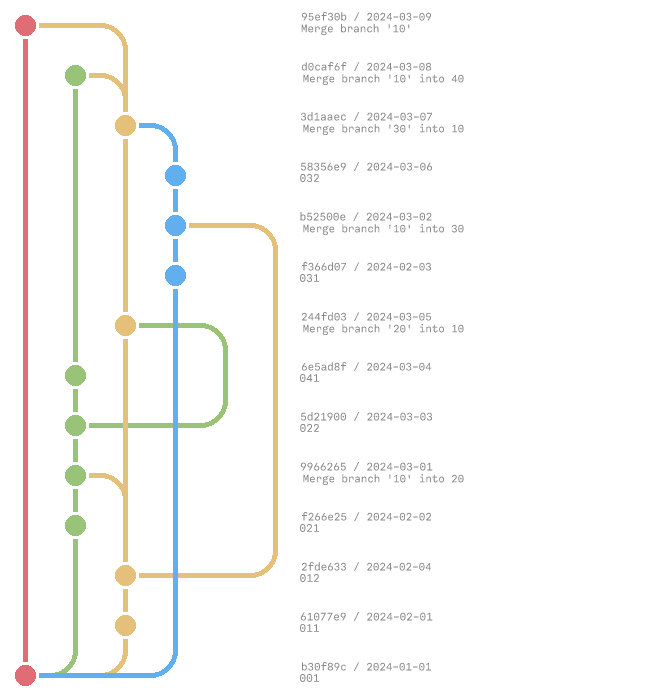 95ef30b / 2024-03-09
Merge branch '10'
d0caf6f / 2024-03-08
Merge branch '10' into 40
3d1aaec / 2024-03-07
Merge branch '30' into 10
58356e9 / 2024-03-06
032
b52500e / 2024-03-02
Merge branch '10' into 30
f366d07 / 2024-02-03
031
244fd03 / 2024-03-05
Merge branch '20' into 10
6e5ad8f / 2024-03-04
041
5d21900 / 2024-03-03
022
9966265 / 2024-03-01
Merge branch '10' into 20
f266e25 / 2024-02-02
021
2fde633 / 2024-02-04
012
61077e9 / 2024-02-01
011
b30f89c / 2024-01-01
001